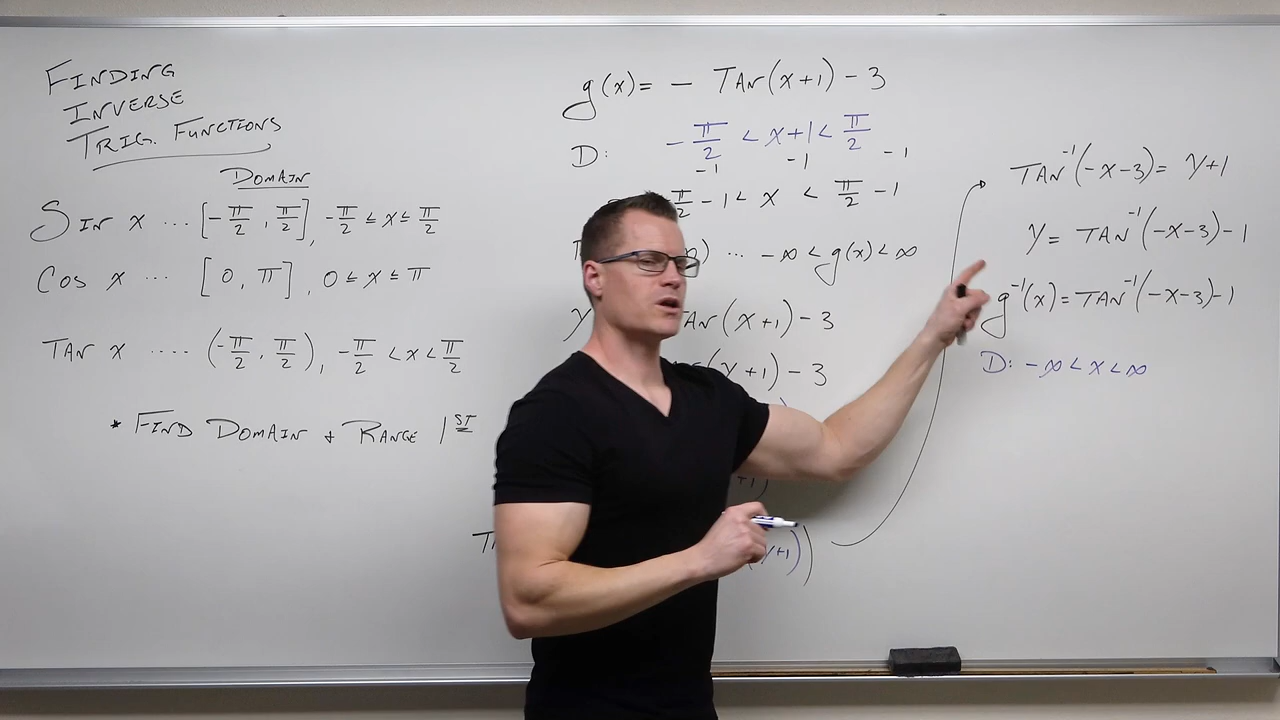 FINDING
INVERSE
TRIG. FUNCTIONS
DOMAIN
SIN x ... [-π/2, π/2], -π/2 ≤ x ≤ π/2
COS x ... [0, π], 0 ≤ x ≤ π
TAN x .... (-π/2, π/2), -π/2 < x < π/2
* FIND DOMAIN + RANGE 1ST
g(x) = - TAN(x+1) - 3
D: -π/2 < x+1 < π/2
-1 -1 -1
π/2 - 1 < x < π/2 - 1
... -∞ < g(x) < ∞
y TAN(x+1) - 3
(y+1) - 3
+1)
y+1))
TAN⁻¹(-x-3) = y+1
y = TAN⁻¹(-x-3) - 1
g⁻¹(x) = TAN⁻¹(-x-3) - 1
D: -∞ < x < ∞